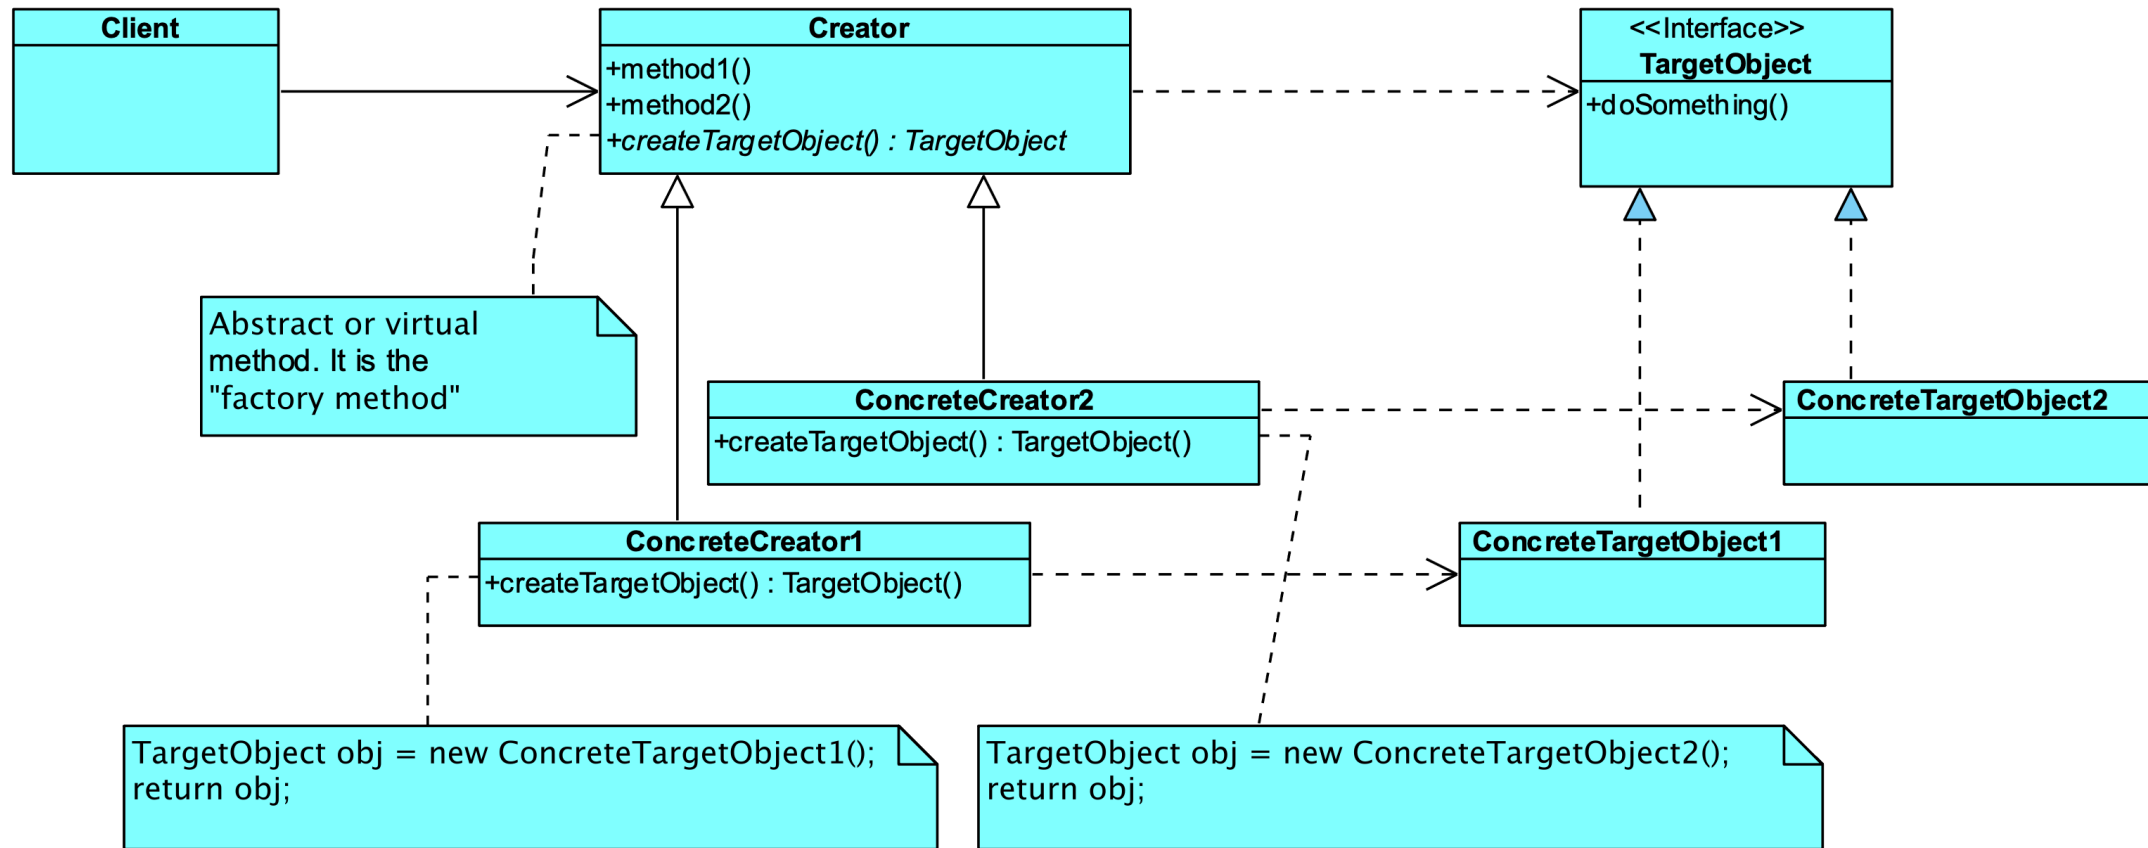 Client
Creator
+method1()
+method2()
+createTargetObject() : TargetObject
<<Interface>>
TargetObject
+doSomething()
Abstract or virtual
method. It is the
"factory method"
ConcreteCreator2
+createTargetObject() : TargetObject()
ConcreteTargetObject2
ConcreteCreator1
+createTargetObject() : TargetObject()
ConcreteTargetObject1
TargetObject obj = new ConcreteTargetObject1();
return obj;
TargetObject obj = new ConcreteTargetObject2();
return obj;